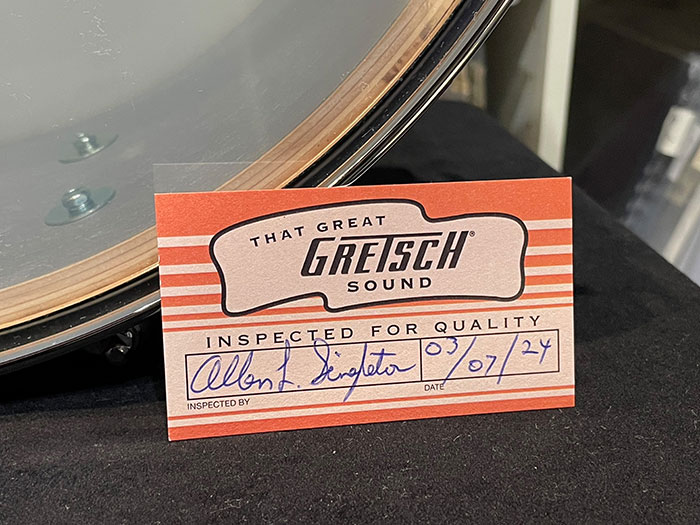 THAT GREAT
GRETSCH®
SOUND
INSPECTED FOR QUALITY
Allen L. Singleton 03/07/24
INSPECTED BY DATE